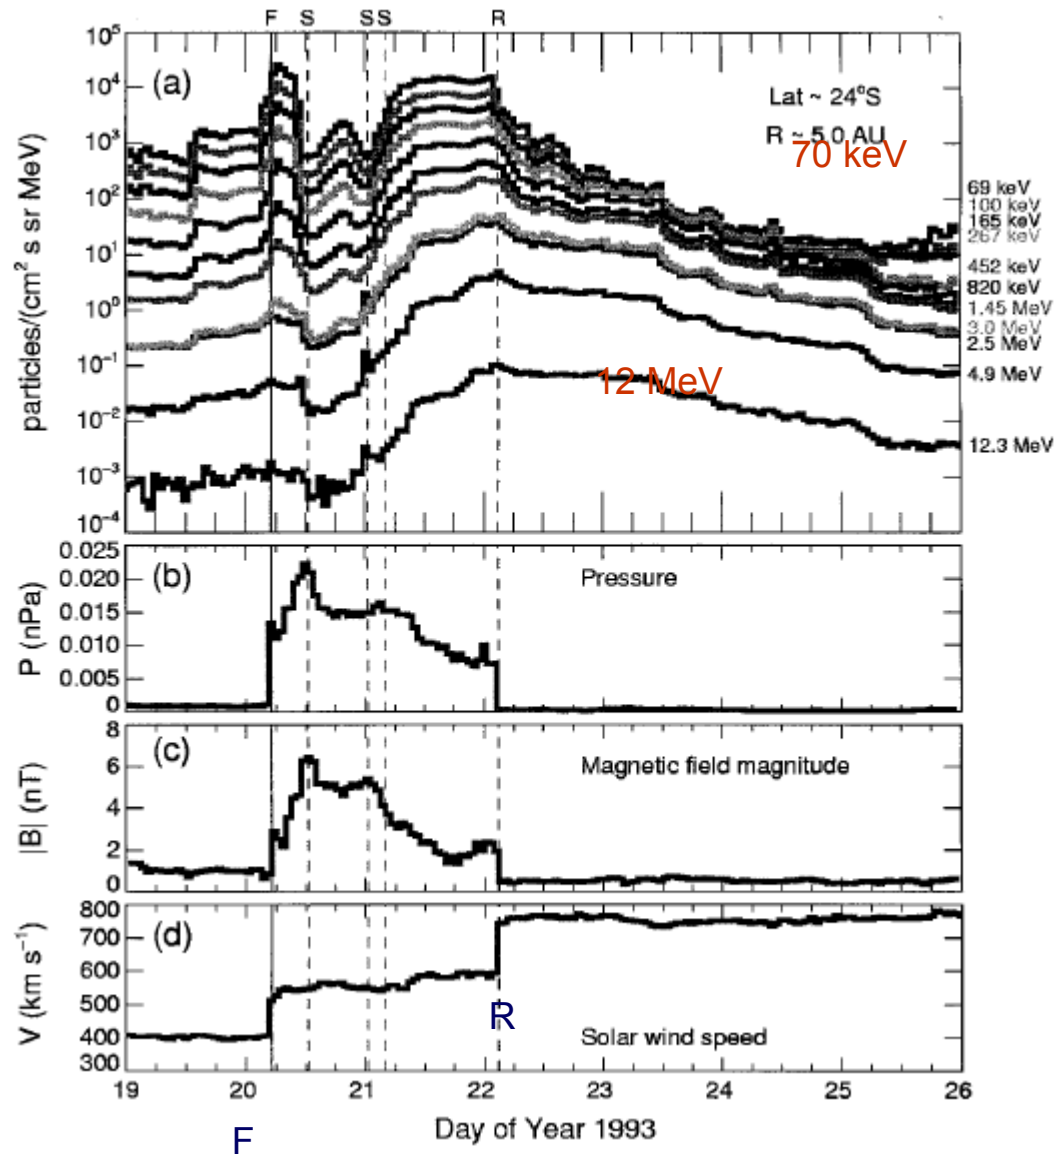 F S S S R
10^5
(a)
10^4
Lat ~ 24°S
10^3
R ~ 5.0 AU
70 keV
10^2
69 keV
100 keV
165 keV
267 keV
10^1
452 keV
820 keV
10^0
1.45 MeV
3.0 MeV
2.5 MeV
10^-1
4.9 MeV
12 MeV
10^-2
12.3 MeV
10^-3
10^-4
particles/(cm^2 s sr MeV)
0.025
(b)
Pressure
0.020
0.015
0.010
0.005
0
P (nPa)
8
(c)
Magnetic field magnitude
6
4
2
0
|B| (nT)
800
(d)
700
600
500
R
400
Solar wind speed
300
V (km s^-1)
19 20 21 22 23 24 25 26
Day of Year 1993
F